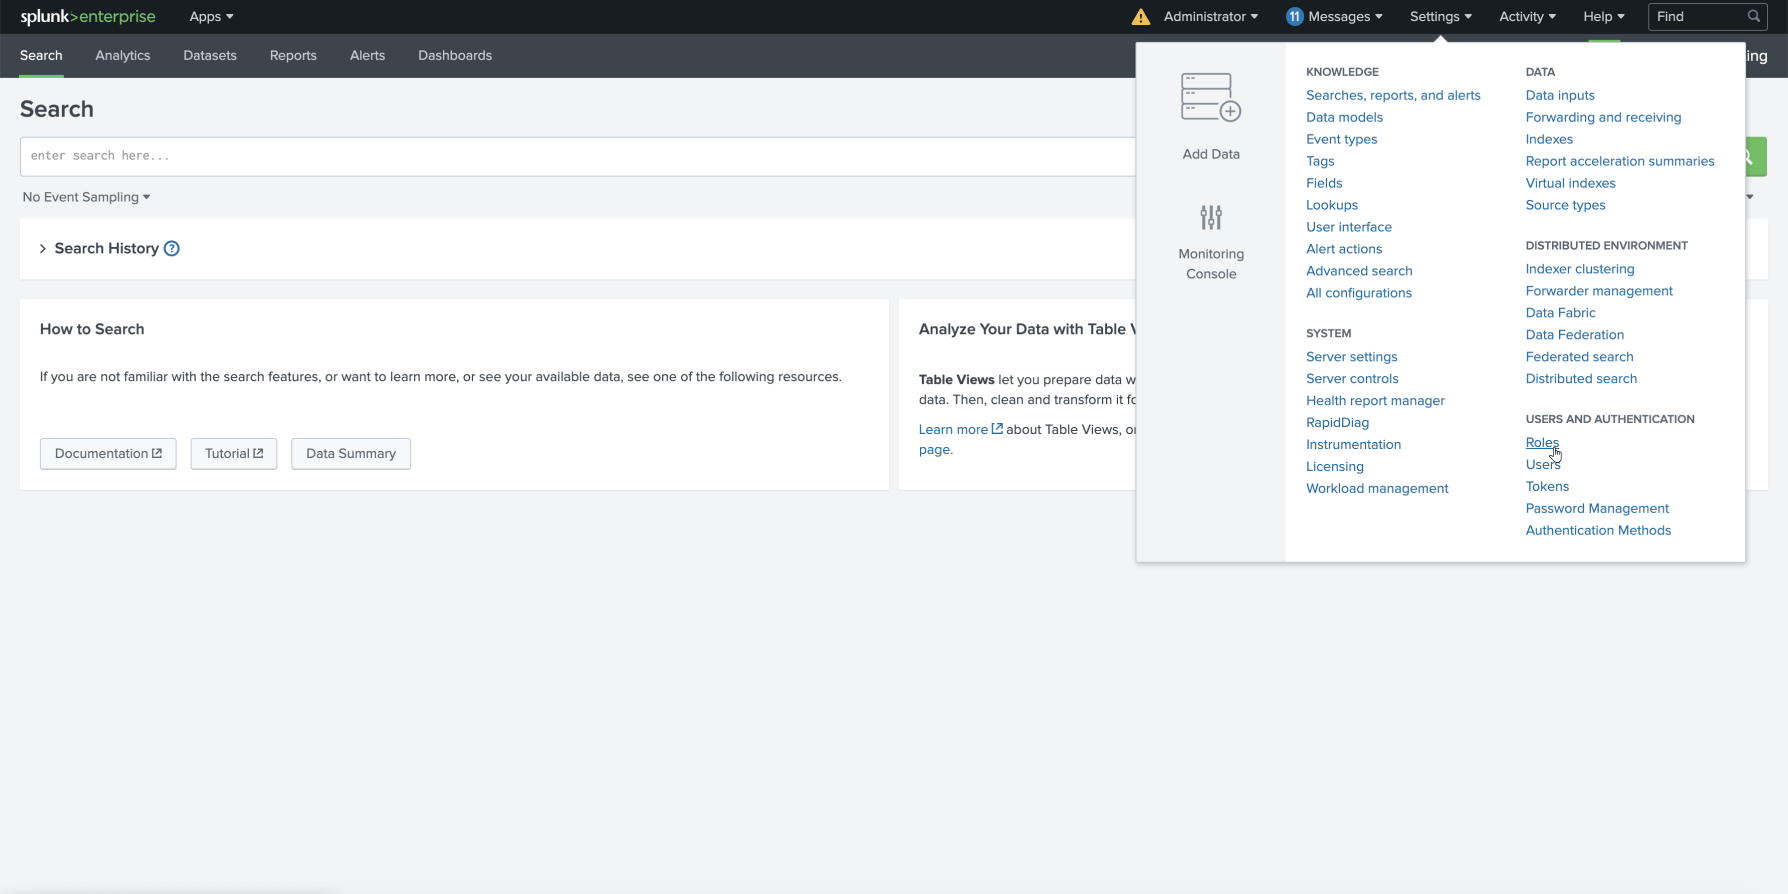 splunk>enterprise
Apps
Administrator
11 Messages
Settings
Activity
Help
Find
Search
Analytics
Datasets
Reports
Alerts
Dashboards
ing
Search
enter search here...
No Event Sampling
Search History ?
How to Search
If you are not familiar with the search features, or want to learn more, or see your available data, see one of the following resources.
Documentation
Tutorial
Data Summary
Analyze Your Data with Table
Table Views let you prepare data
data. Then, clean and transform it
Learn more about Table Views,
page.
Add Data
Monitoring
Console
KNOWLEDGE
Searches, reports, and alerts
Data models
Event types
Tags
Fields
Lookups
User interface
Alert actions
Advanced search
All configurations
SYSTEM
Server settings
Server controls
Health report manager
RapidDiag
Instrumentation
Licensing
Workload management
DATA
Data inputs
Forwarding and receiving
Indexes
Report acceleration summaries
Virtual indexes
Source types
DISTRIBUTED ENVIRONMENT
Indexer clustering
Forwarder management
Data Fabric
Data Federation
Federated search
Distributed search
USERS AND AUTHENTICATION
Roles
Users
Tokens
Password Management
Authentication Methods